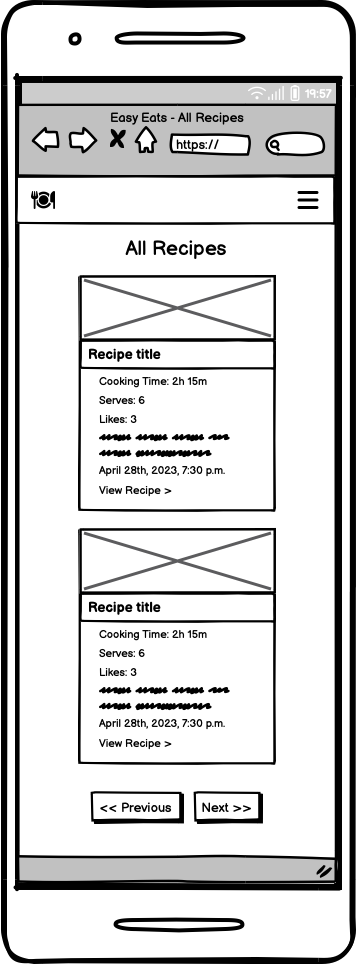 19:57
Easy Eats - All Recipes
https://
All Recipes
Recipe title
Cooking Time: 2h 15m
Serves: 6
Likes: 3
April 28th, 2023, 7:30 p.m.
View Recipe >
Recipe title
Cooking Time: 2h 15m
Serves: 6
Likes: 3
April 28th, 2023, 7:30 p.m.
View Recipe >
<< Previous Next >>